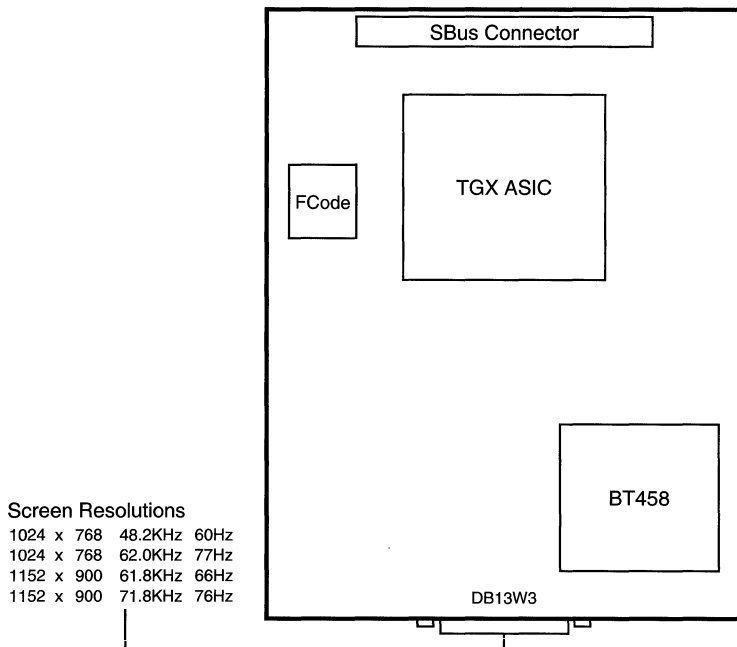 SBus Connector
TGX ASIC
FCode
BT458
Screen Resolutions
1024 x 768 48.2KHz 60Hz
1024 x 768 62.0KHz 77Hz
1152 x 900 61.8KHz 66Hz
1152 x 900 71.8KHz 76Hz
DB13W3